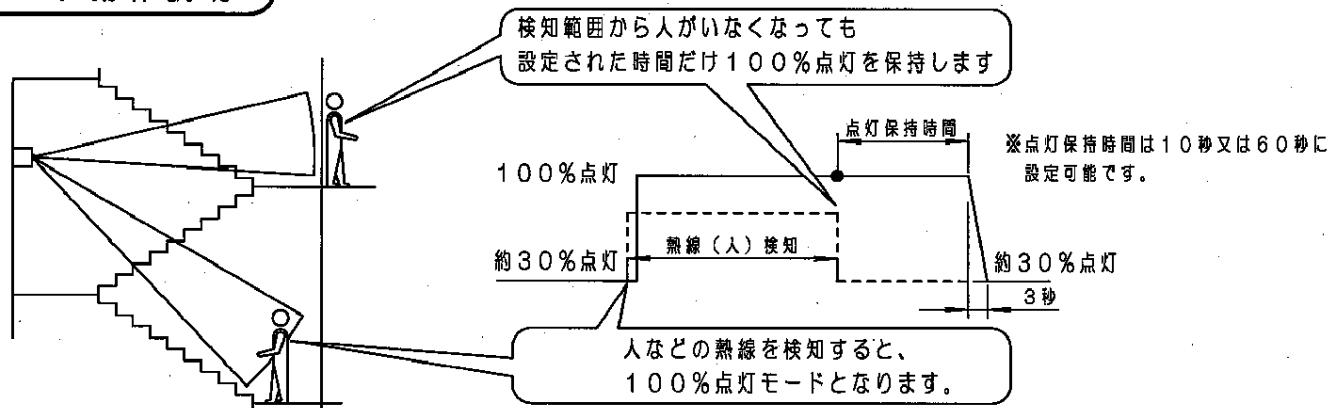 検知範囲から人がいなくなっても
設定された時間だけ１００％点灯を保持します
点灯保持時間
※点灯保持時間は１０秒又は６０秒に
設定可能です。
１００％点灯
熱線（人）検知
約３０％点灯
約３０％点灯
３秒
人などの熱線を検知すると、
１００％点灯モードとなります。